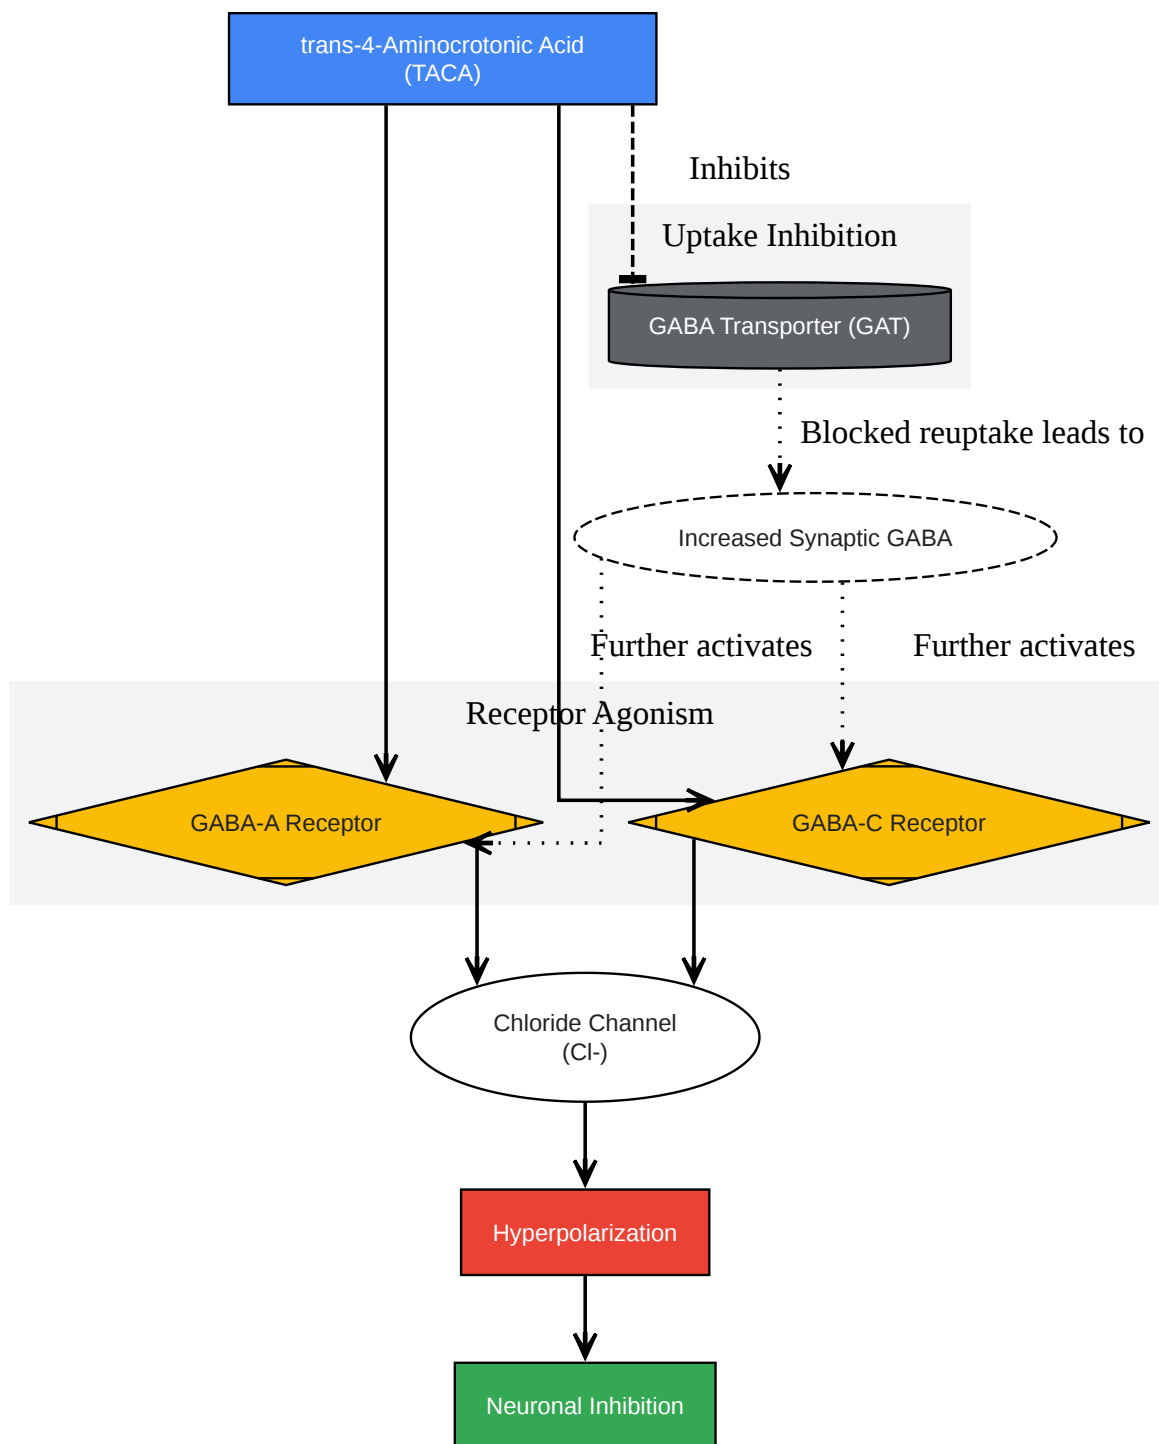 trans-4-Aminocrotonic Acid
(TACA)
Inhibits
Uptake Inhibition
GABA Transporter (GAT)
Blocked reuptake leads to
Increased Synaptic GABA
Further activates
Further activates
Receptor Agonism
GABA-A Receptor
GABA-C Receptor
Chloride Channel
(Cl-)
Hyperpolarization
Neuronal Inhibition